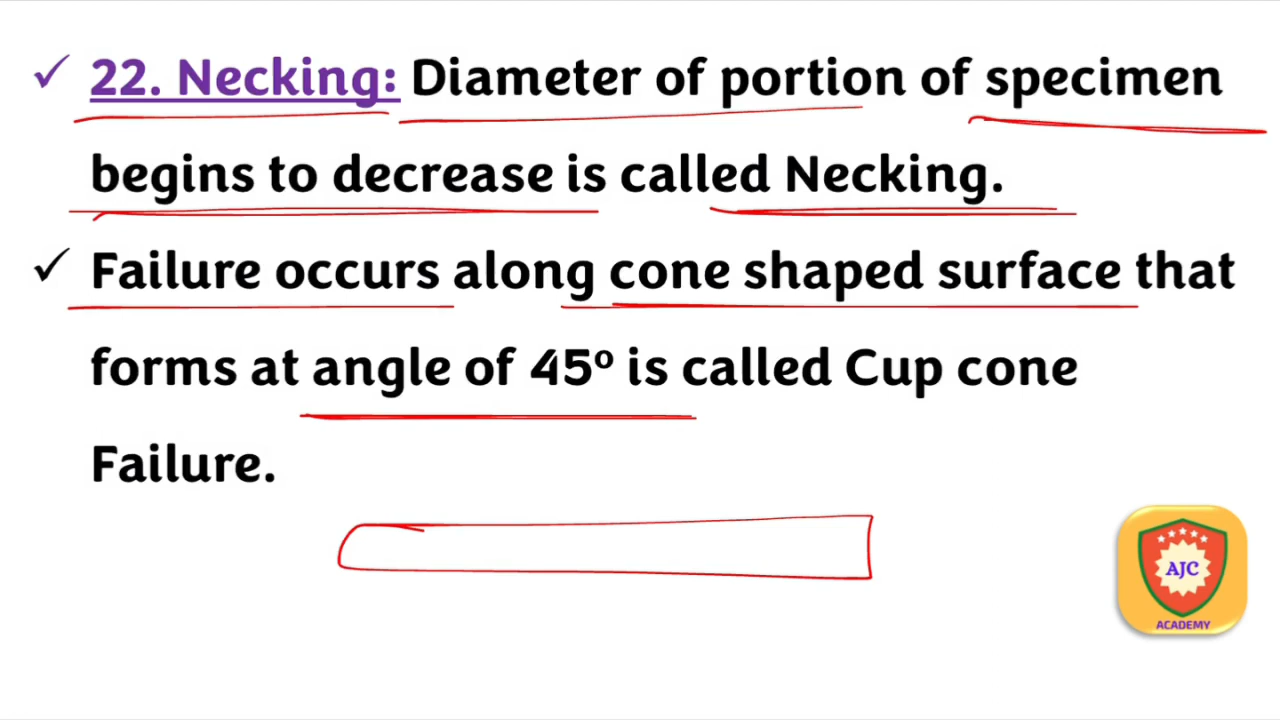 ✓ 22. Necking: Diameter of portion of specimen
begins to decrease is called Necking.
✓ Failure occurs along cone shaped surface that
forms at angle of 45º is called Cup cone
Failure.
AJC
ACADEMY